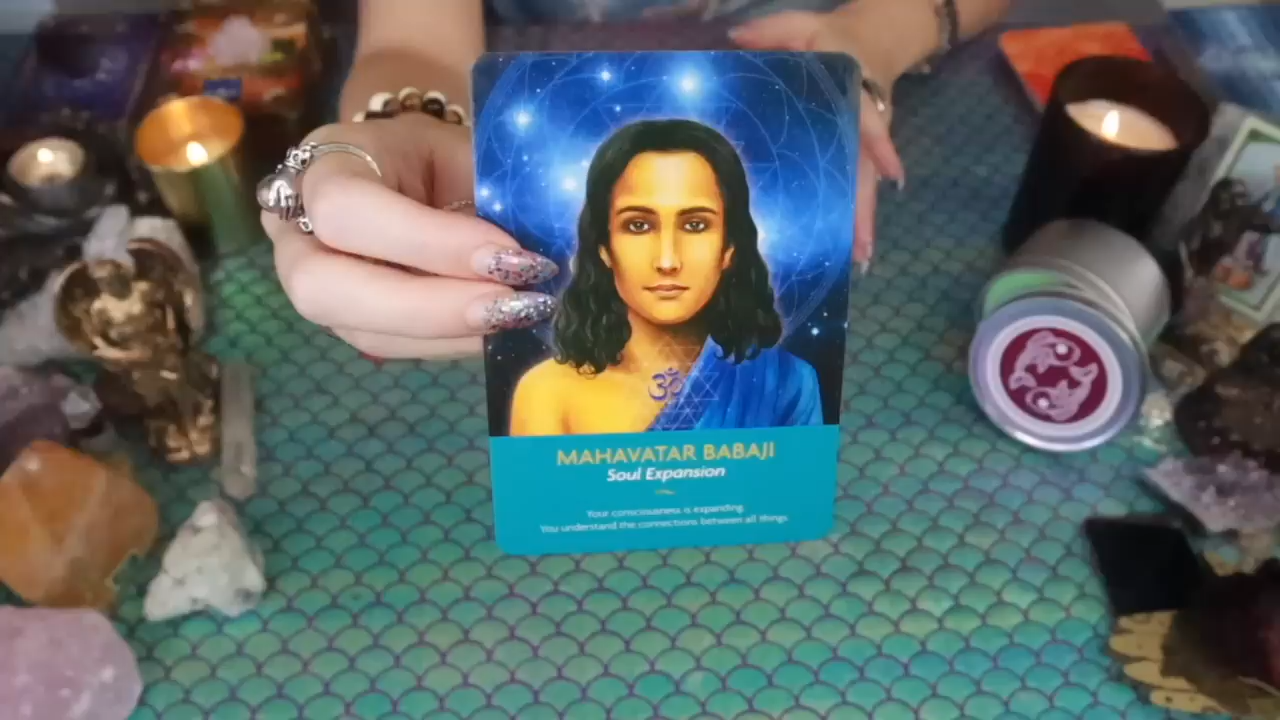 ॐ
MAHAVATAR BABAJI
Soul Expansion
Your consciousness is expanding.
You understand the connections between all things.